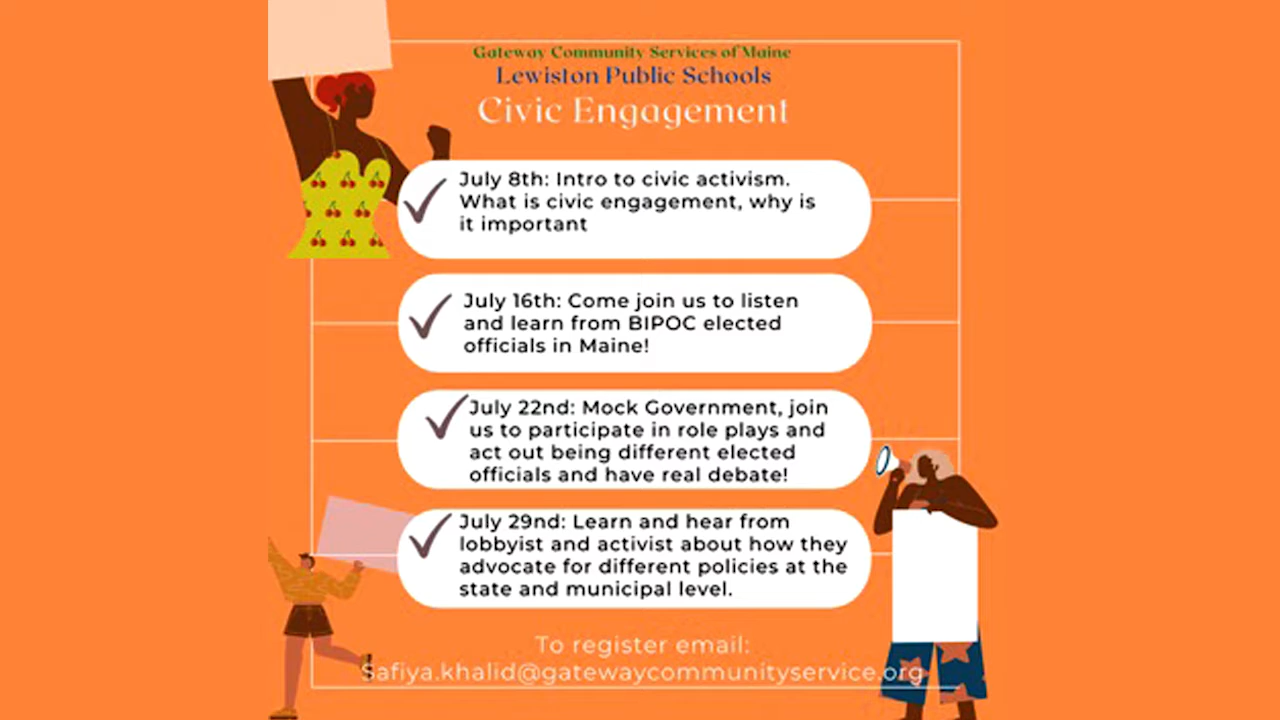 Gateway Community Services of Maine
Lewiston Public Schools
Civic Engagement
July 8th: Intro to civic activism.
What is civic engagement, why is
it important
July 16th: Come join us to listen
and learn from BIPOC elected
officials in Maine!
July 22nd: Mock Government, join
us to participate in role plays and
act out being different elected
officials and have real debate!
July 29nd: Learn and hear from
lobbyist and activist about how they
advocate for different policies at the
state and municipal level.
To register email:
Safiya.khalid@gatewaycommunityservice.org